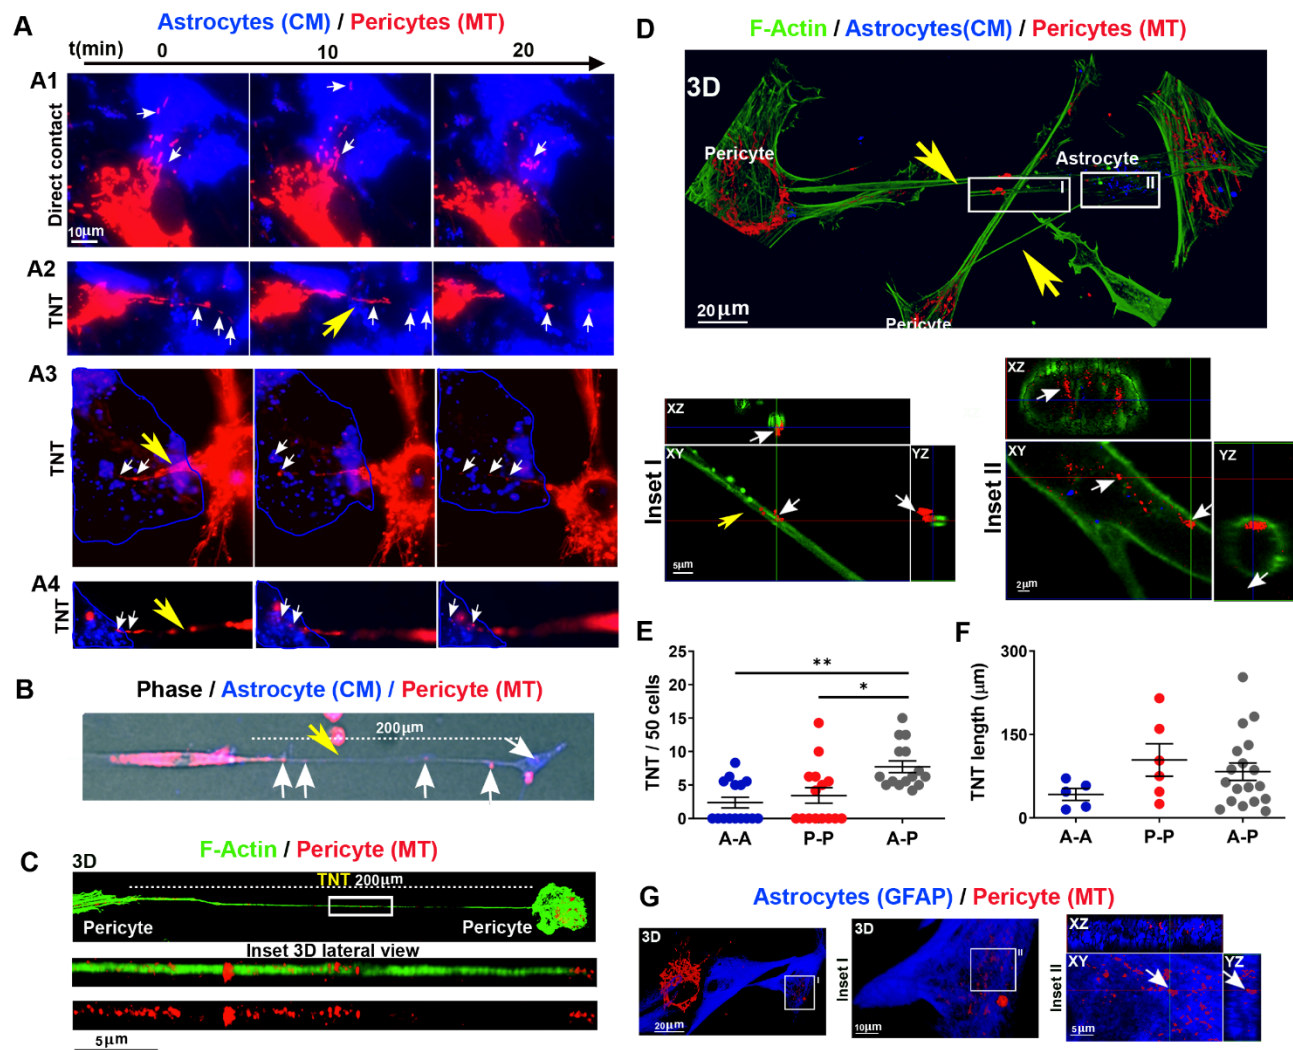 A
Astrocytes (CM) / Pericytes (MT)
t(min) 0 10 20
A1
Direct contact
10μm
A2
TNT
A3
TNT
A4
TNT
B
Phase / Astrocyte (CM) / Pericyte (MT)
200μm
C
F-Actin / Pericyte (MT)
3D
TNT 200μm
Pericyte Pericyte
Inset 3D lateral view
5μm
D
F-Actin / Astrocytes(CM) / Pericytes (MT)
3D
Pericyte
Astrocyte
I
II
Pericyte
20μm
Inset I
XZ
XY
YZ
5μm
Inset II
XZ
XY
YZ
2μm
E
TNT / 50 cells
25
20
15
10
5
0
**
*
A-A P-P A-P
F
TNT length (μm)
300
150
0
A-A P-P A-P
G
Astrocytes (GFAP) / Pericyte (MT)
3D
I
20μm
Inset I
3D
II
10μm
Inset II
XZ
XY
YZ
5μm